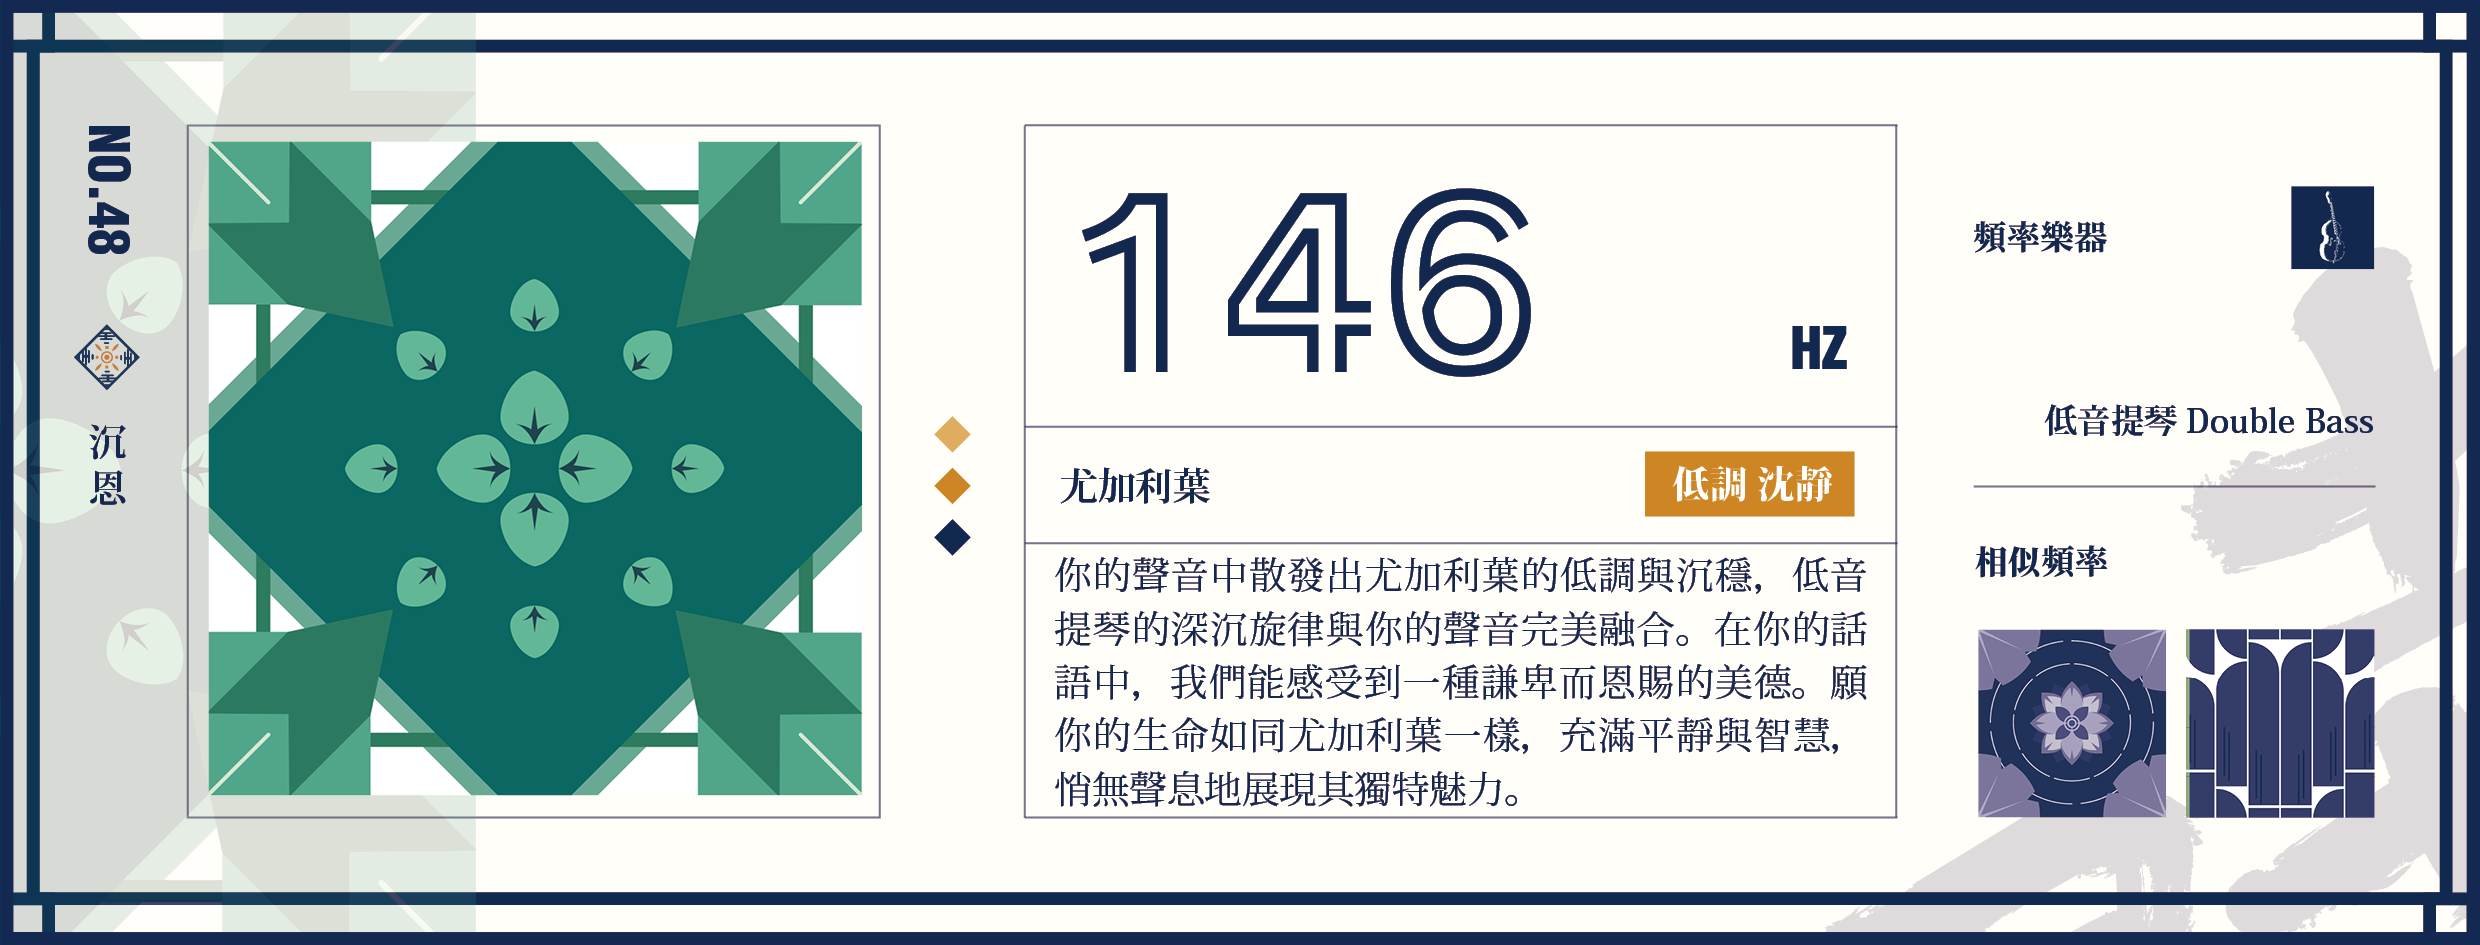 NO.48
沉恩
146
HZ
尤加利葉
低調 沈靜
你的聲音中散發出尤加利葉的低調與沉穩，低音
提琴的深沉旋律與你的聲音完美融合。在你的話
語中，我們能感受到一種謙卑而恩賜的美德。願
你的生命如同尤加利葉一樣，充滿平靜與智慧，
悄無聲息地展現其獨特魅力。
頻率樂器
低音提琴 Double Bass
相似頻率